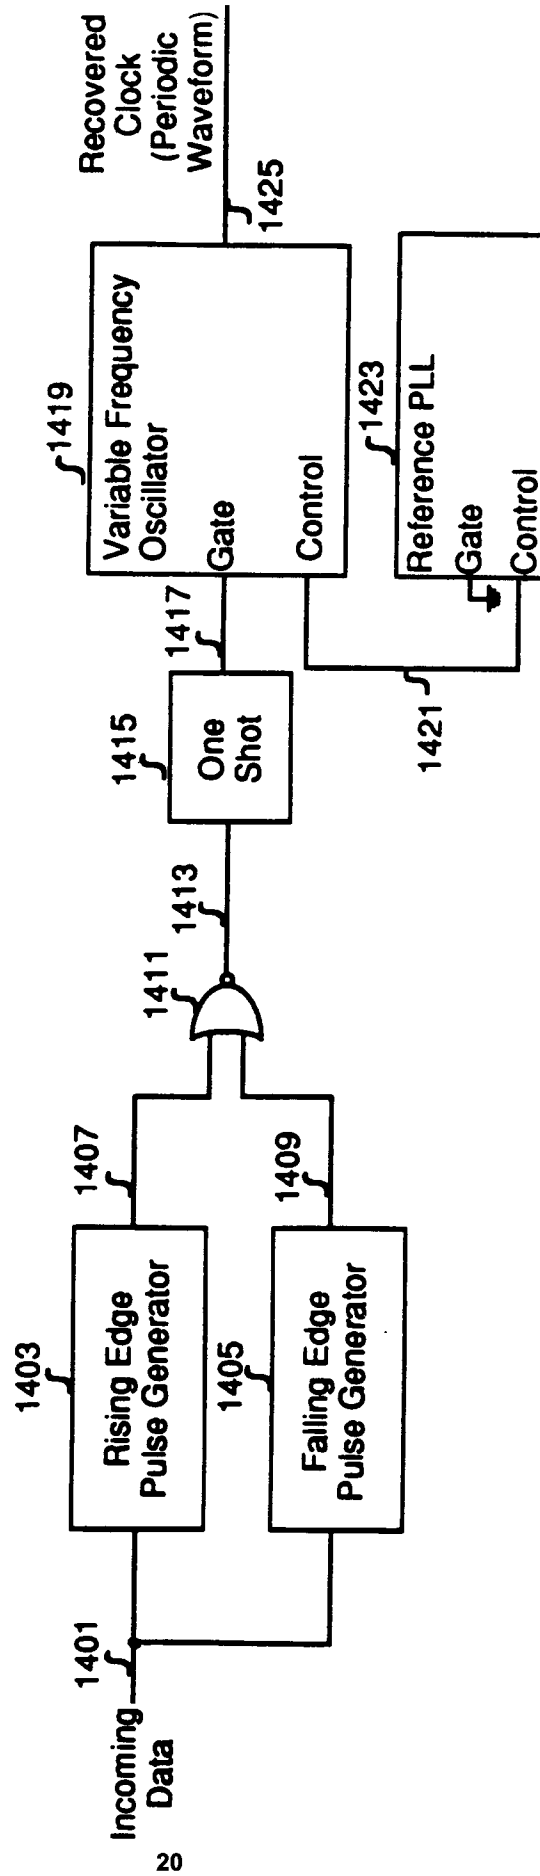 Incoming
Data
1401
1403
Rising Edge
Pulse Generator
1405
Falling Edge
Pulse Generator
1407
1409
1411
1413
1415
One
Shot
1417
1419
Variable Frequency
Oscillator
Gate
Control
1421
1423
Reference PLL
Gate
Control
1425
Recovered
Clock
(Periodic
Waveform)
20